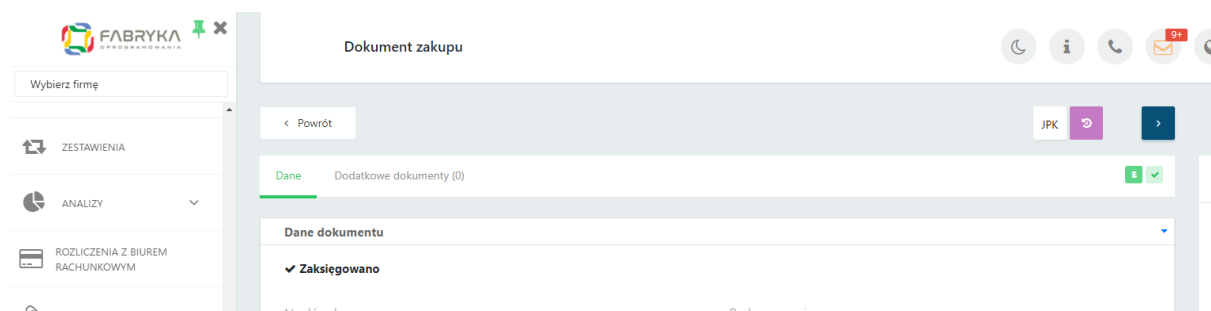 FABRYKA
OPROGRAMOWANIA
Dokument zakupu
9+
Wybierz firmę
Powrót
JPK
ZESTAWIENIA
Dane
Dodatkowe dokumenty (0)
E
ANALIZY
Dane dokumentu
ROZLICZENIA Z BIUREM
RACHUNKOWYM
Zaksięgowano